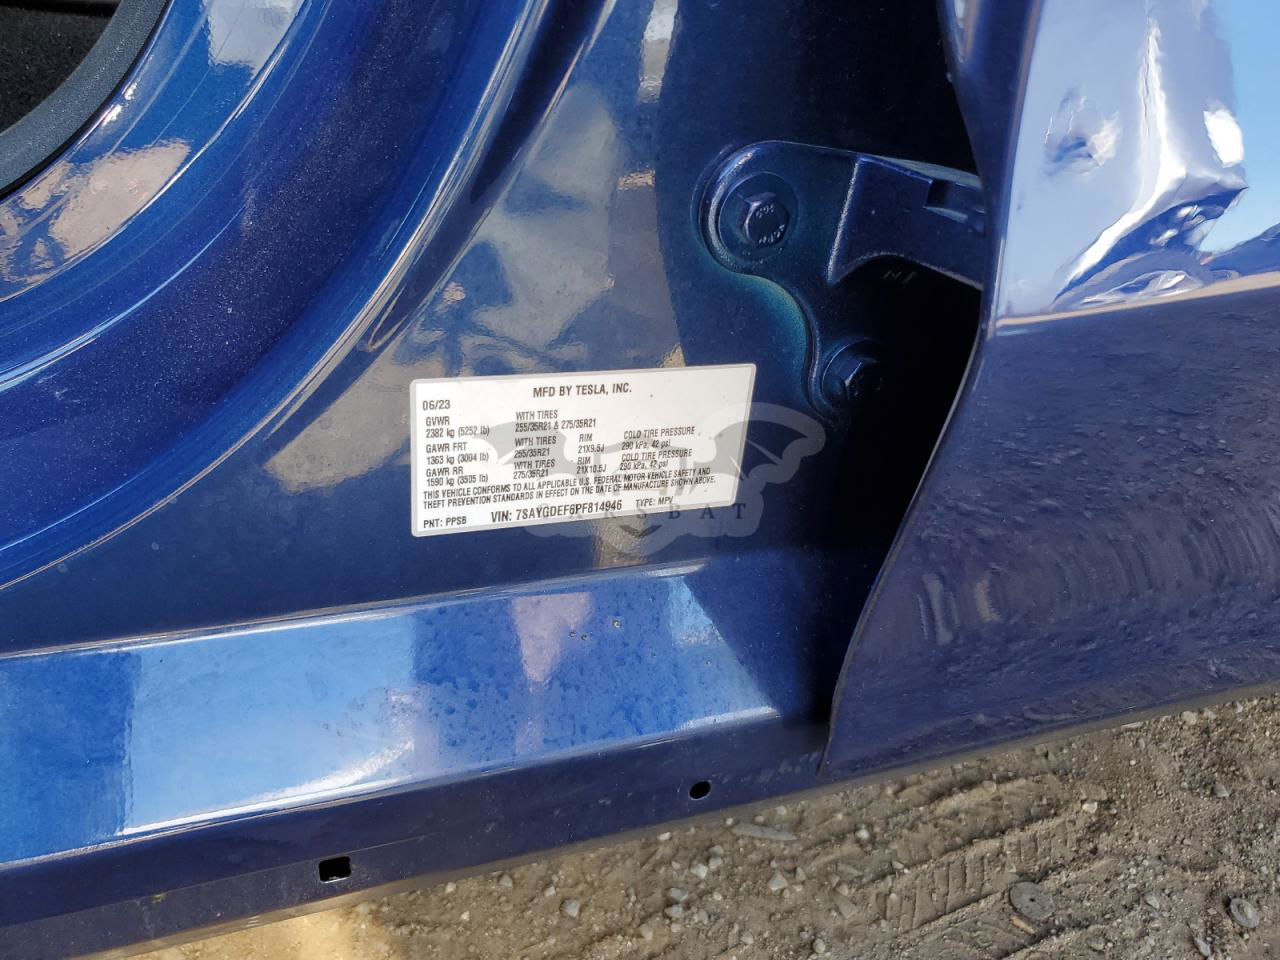 MFD BY TESLA, INC.
06/23
GVWR WITH TIRES
2382 kg (5252 lb) 255/35R21 & 275/35R21
GAWR FRT WITH TIRES RIM COLD TIRE PRESSURE
1363 kg (3004 lb) 255/35R21 21X9.5J 290 kPa, 42 psi
GAWR RR WITH TIRES RIM COLD TIRE PRESSURE
1590 kg (3505 lb) 275/35R21 21X10.5J 290 kPa, 42 psi
THIS VEHICLE CONFORMS TO ALL APPLICABLE U.S. FEDERAL MOTOR VEHICLE SAFETY AND
THEFT PREVENTION STANDARDS IN EFFECT ON THE DATE OF MANUFACTURE SHOWN ABOVE.
PNT: PPSB VIN: 7SAYGDEF6PF814946 TYPE: MPV